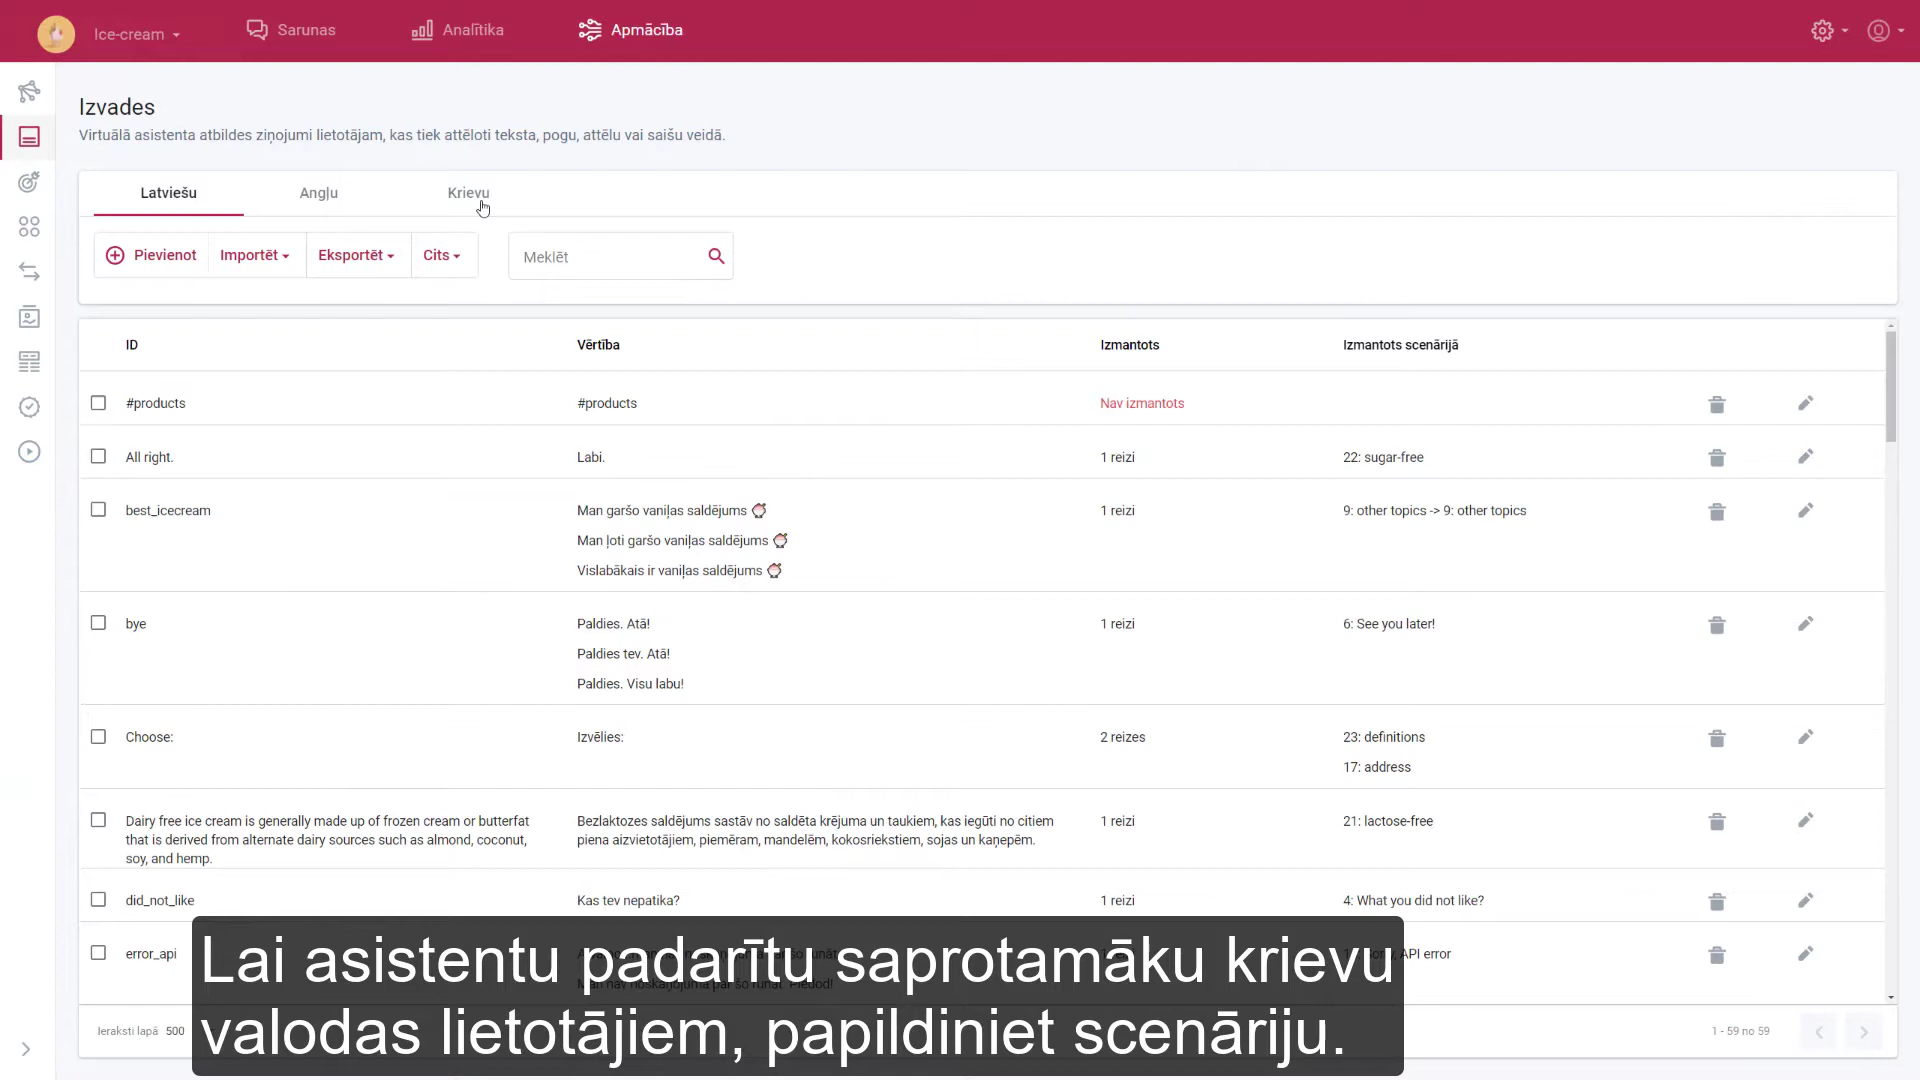 Ice-cream
Sarunas
Analītika
Apmācība
Izvades
Virtuālā asistenta atbildes ziņojumi lietotājam, kas tiek attēloti teksta, pogu, attēlu vai saišu veidā.
Latviešu
Angļu
Krievu
Pievienot
Importēt
Eksportēt
Cits
Meklēt
ID
Vērtība
Izmantots
Izmantots scenārijā
#products
#products
Nav izmantots
All right.
Labi.
1 reizi
22: sugar-free
best_icecream
Man garšo vaniļas saldējums 🍧
Man ļoti garšo vaniļas saldējums 🍧
Vislabākais ir vaniļas saldējums 🍧
1 reizi
9: other topics -> 9: other topics
bye
Paldies. Atā!
Paldies tev. Atā!
Paldies. Visu labu!
1 reizi
6: See you later!
Choose:
Izvēlies:
2 reizes
23: definitions
17: address
Dairy free ice cream is generally made up of frozen cream or butterfat
that is derived from alternate dairy sources such as almond, coconut,
soy, and hemp.
Bezlaktozes saldējums sastāv no saldēta krējuma un taukiem, kas iegūti no citiem
piena aizvietotājiem, piemēram, mandelēm, kokosriekstiem, sojas un kaņepēm.
1 reizi
21: lactose-free
did_not_like
Kas tev nepatika?
1 reizi
4: What you did not like?
error_api
API error
Lai asistentu padarītu saprotamāku krievu
valodas lietotājiem, papildiniet scenāriju.
Ieraksti lapā 500
1 - 59 no 59